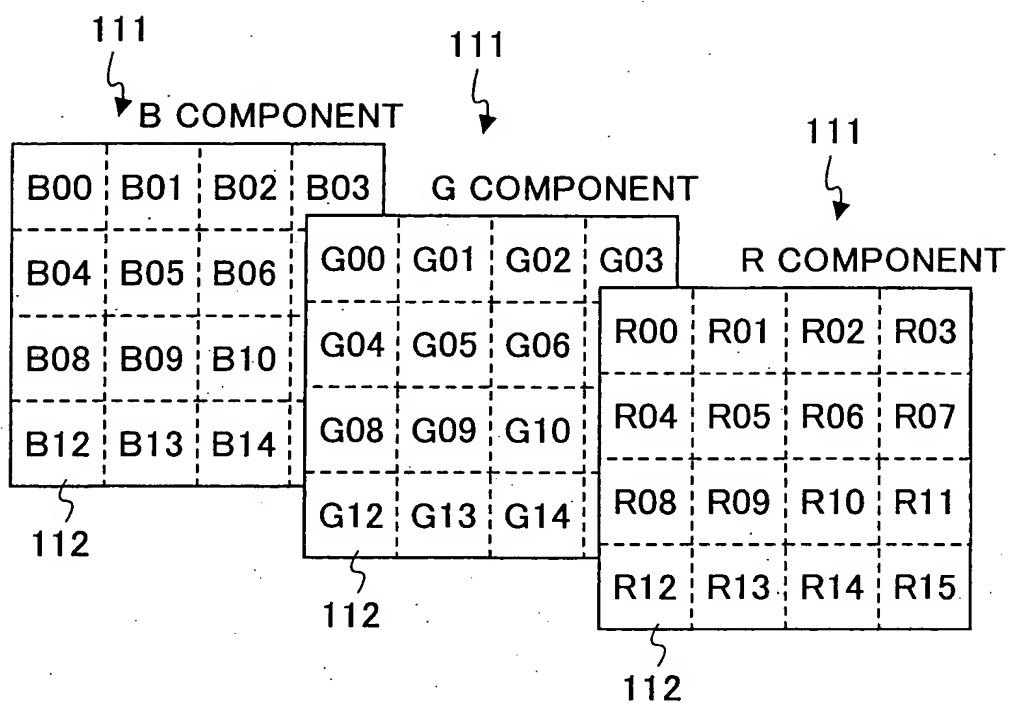 111
111
111
B COMPONENT
B00 B01 B02 B03
B04 B05 B06
B08 B09 B10
B12 B13 B14
112
G COMPONENT
G00 G01 G02 G03
G04 G05 G06
G08 G09 G10
G12 G13 G14
112
R COMPONENT
R00 R01 R02 R03
R04 R05 R06 R07
R08 R09 R10 R11
R12 R13 R14 R15
112